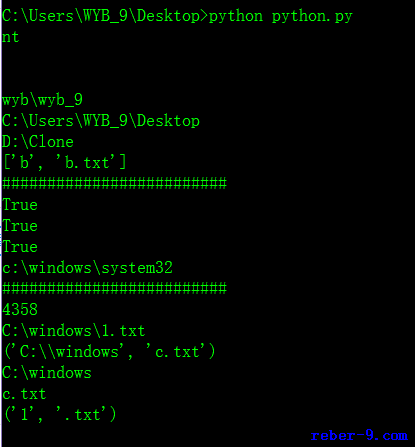 C:\Users\WYB_9\Desktop>python python.py
nt
wyb\wyb_9
C:\Users\WYB_9\Desktop
D:\Clone
['b', 'b.txt']
#########################
True
True
True
c:\windows\system32
#########################
4358
C:\windows\1.txt
('C:\\windows', 'c.txt')
C:\windows
c.txt
('1', '.txt')
reber-9.com